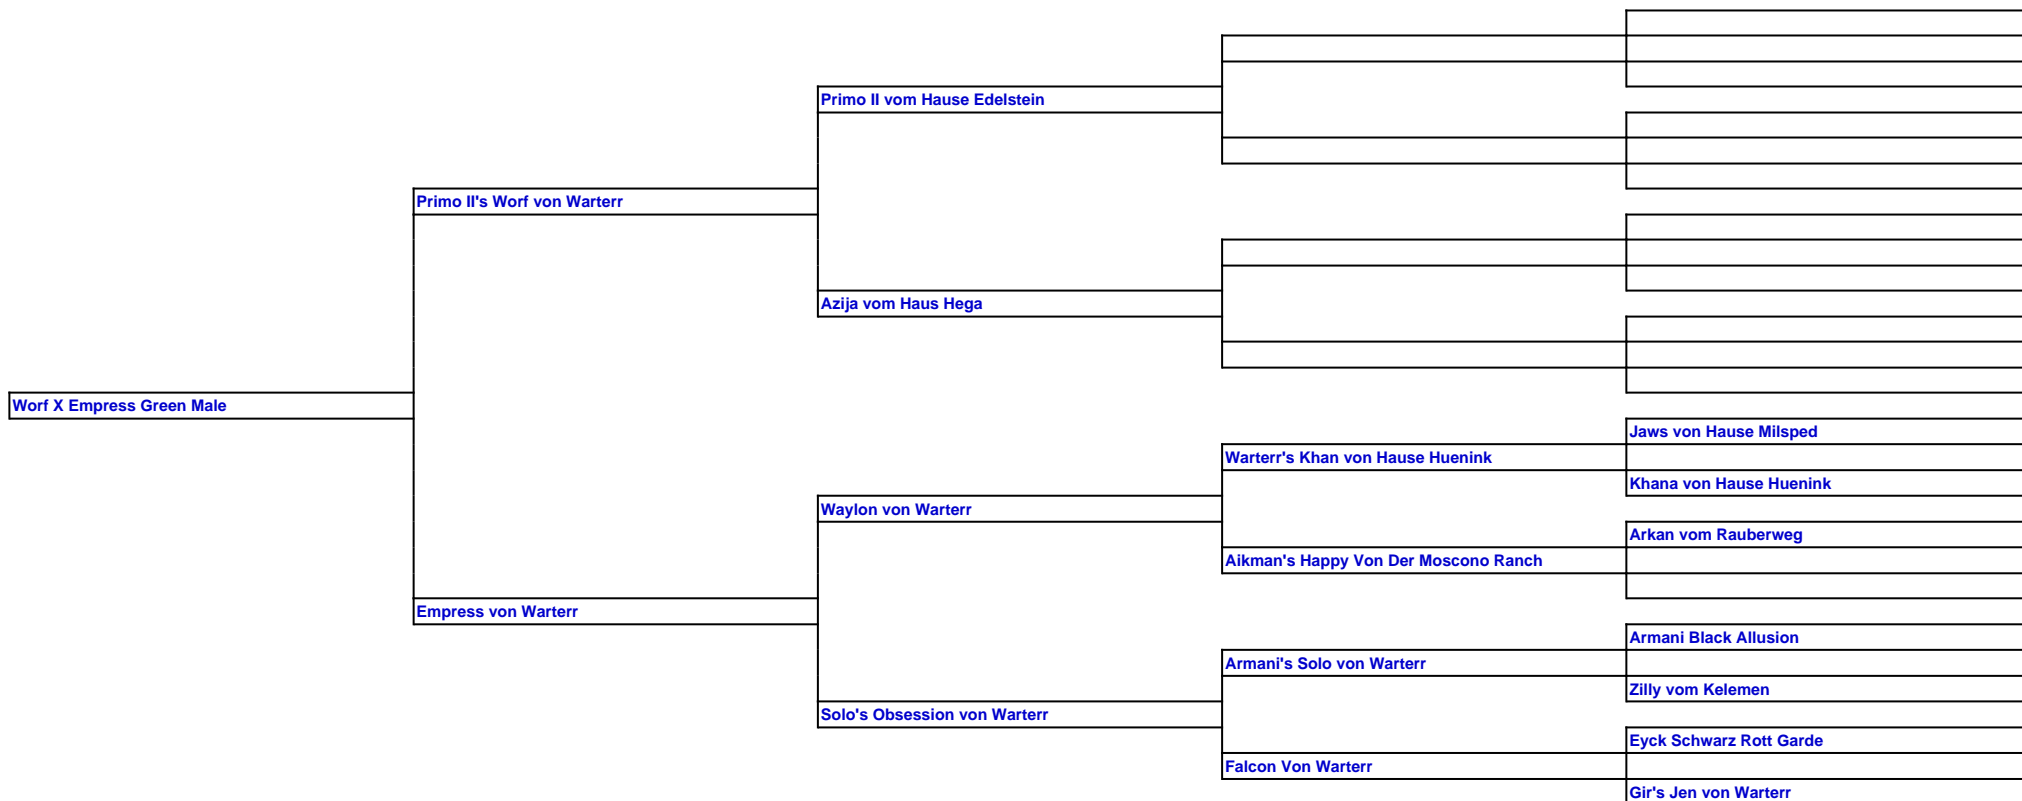 Primo II vom Hause Edelstein
Primo II's Worf von Warterr
Azija vom Haus Hega
Worf X Empress Green Male
Jaws von Hause Milsped
Warterr's Khan von Hause Huenink
Khana von Hause Huenink
Waylon von Warterr
Arkan vom Rauberweg
Aikman's Happy Von Der Moscono Ranch
Empress von Warterr
Armani Black Allusion
Armani's Solo von Warterr
Zilly vom Kelemen
Solo's Obsession von Warterr
Eyck Schwarz Rott Garde
Falcon Von Warterr
Gir's Jen von Warterr